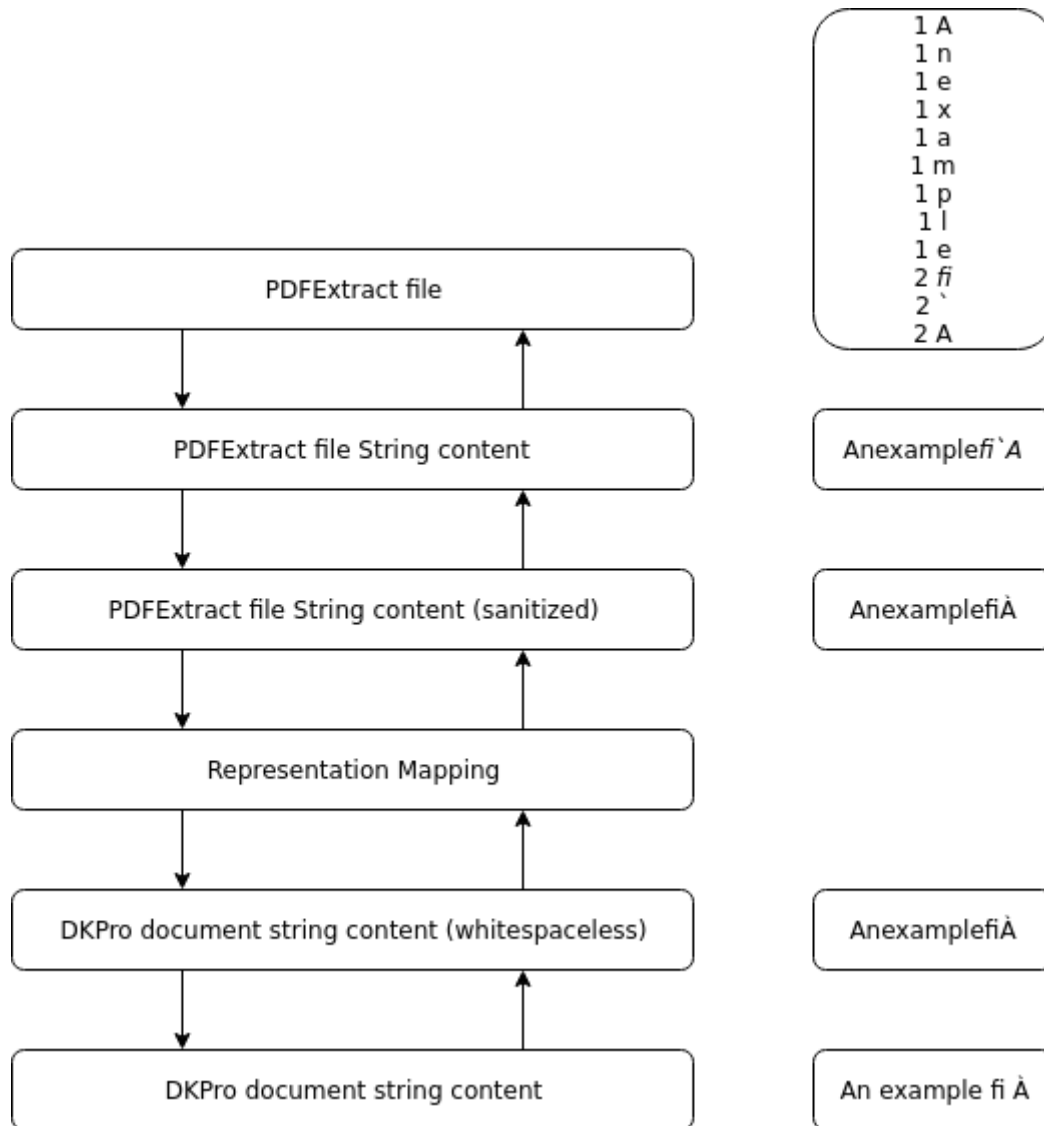 1 A
1 n
1 e
1 x
1 a
1 m
1 p
1 l
1 e
2 fi
2 `
2 A
PDFExtract file
PDFExtract file String content
Anexamplefi`A
PDFExtract file String content (sanitized)
AnexamplefiÀ
Representation Mapping
DKPro document string content (whitespaceless)
AnexamplefiÀ
DKPro document string content
An example fi À